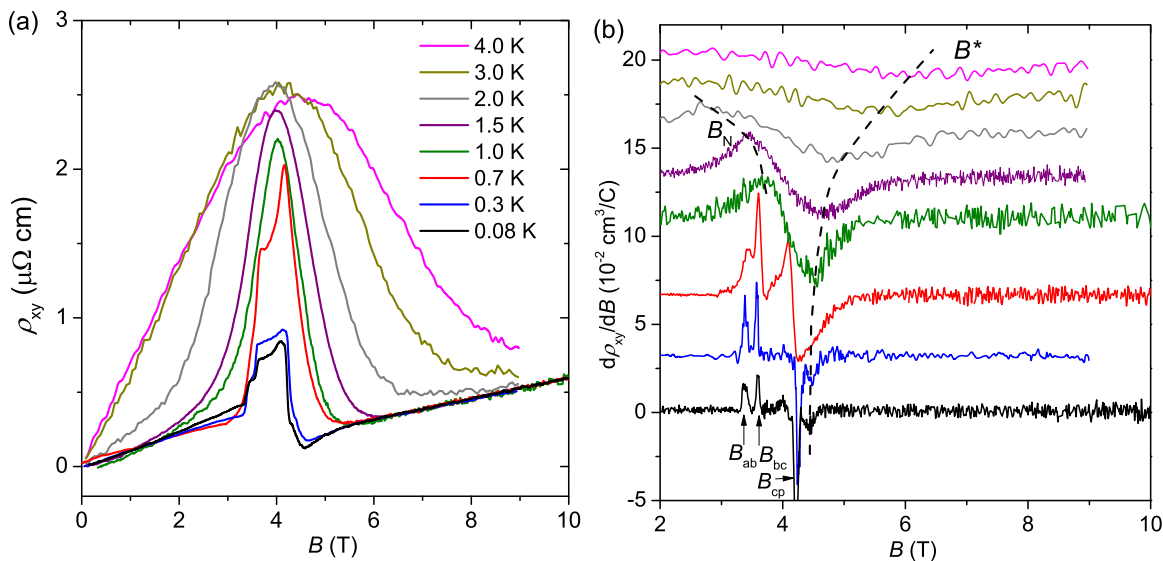 (a)
3
2
1
0
ρxy (μΩ cm)
4.0 K
3.0 K
2.0 K
1.5 K
1.0 K
0.7 K
0.3 K
0.08 K
0 2 4 6 8 10
B (T)
(b)
20
15
10
5
0
-5
dρxy/dB (10-2 cm3/C)
B*
BN
Bab
Bbc
Bcp
2 4 6 8 10
B (T)